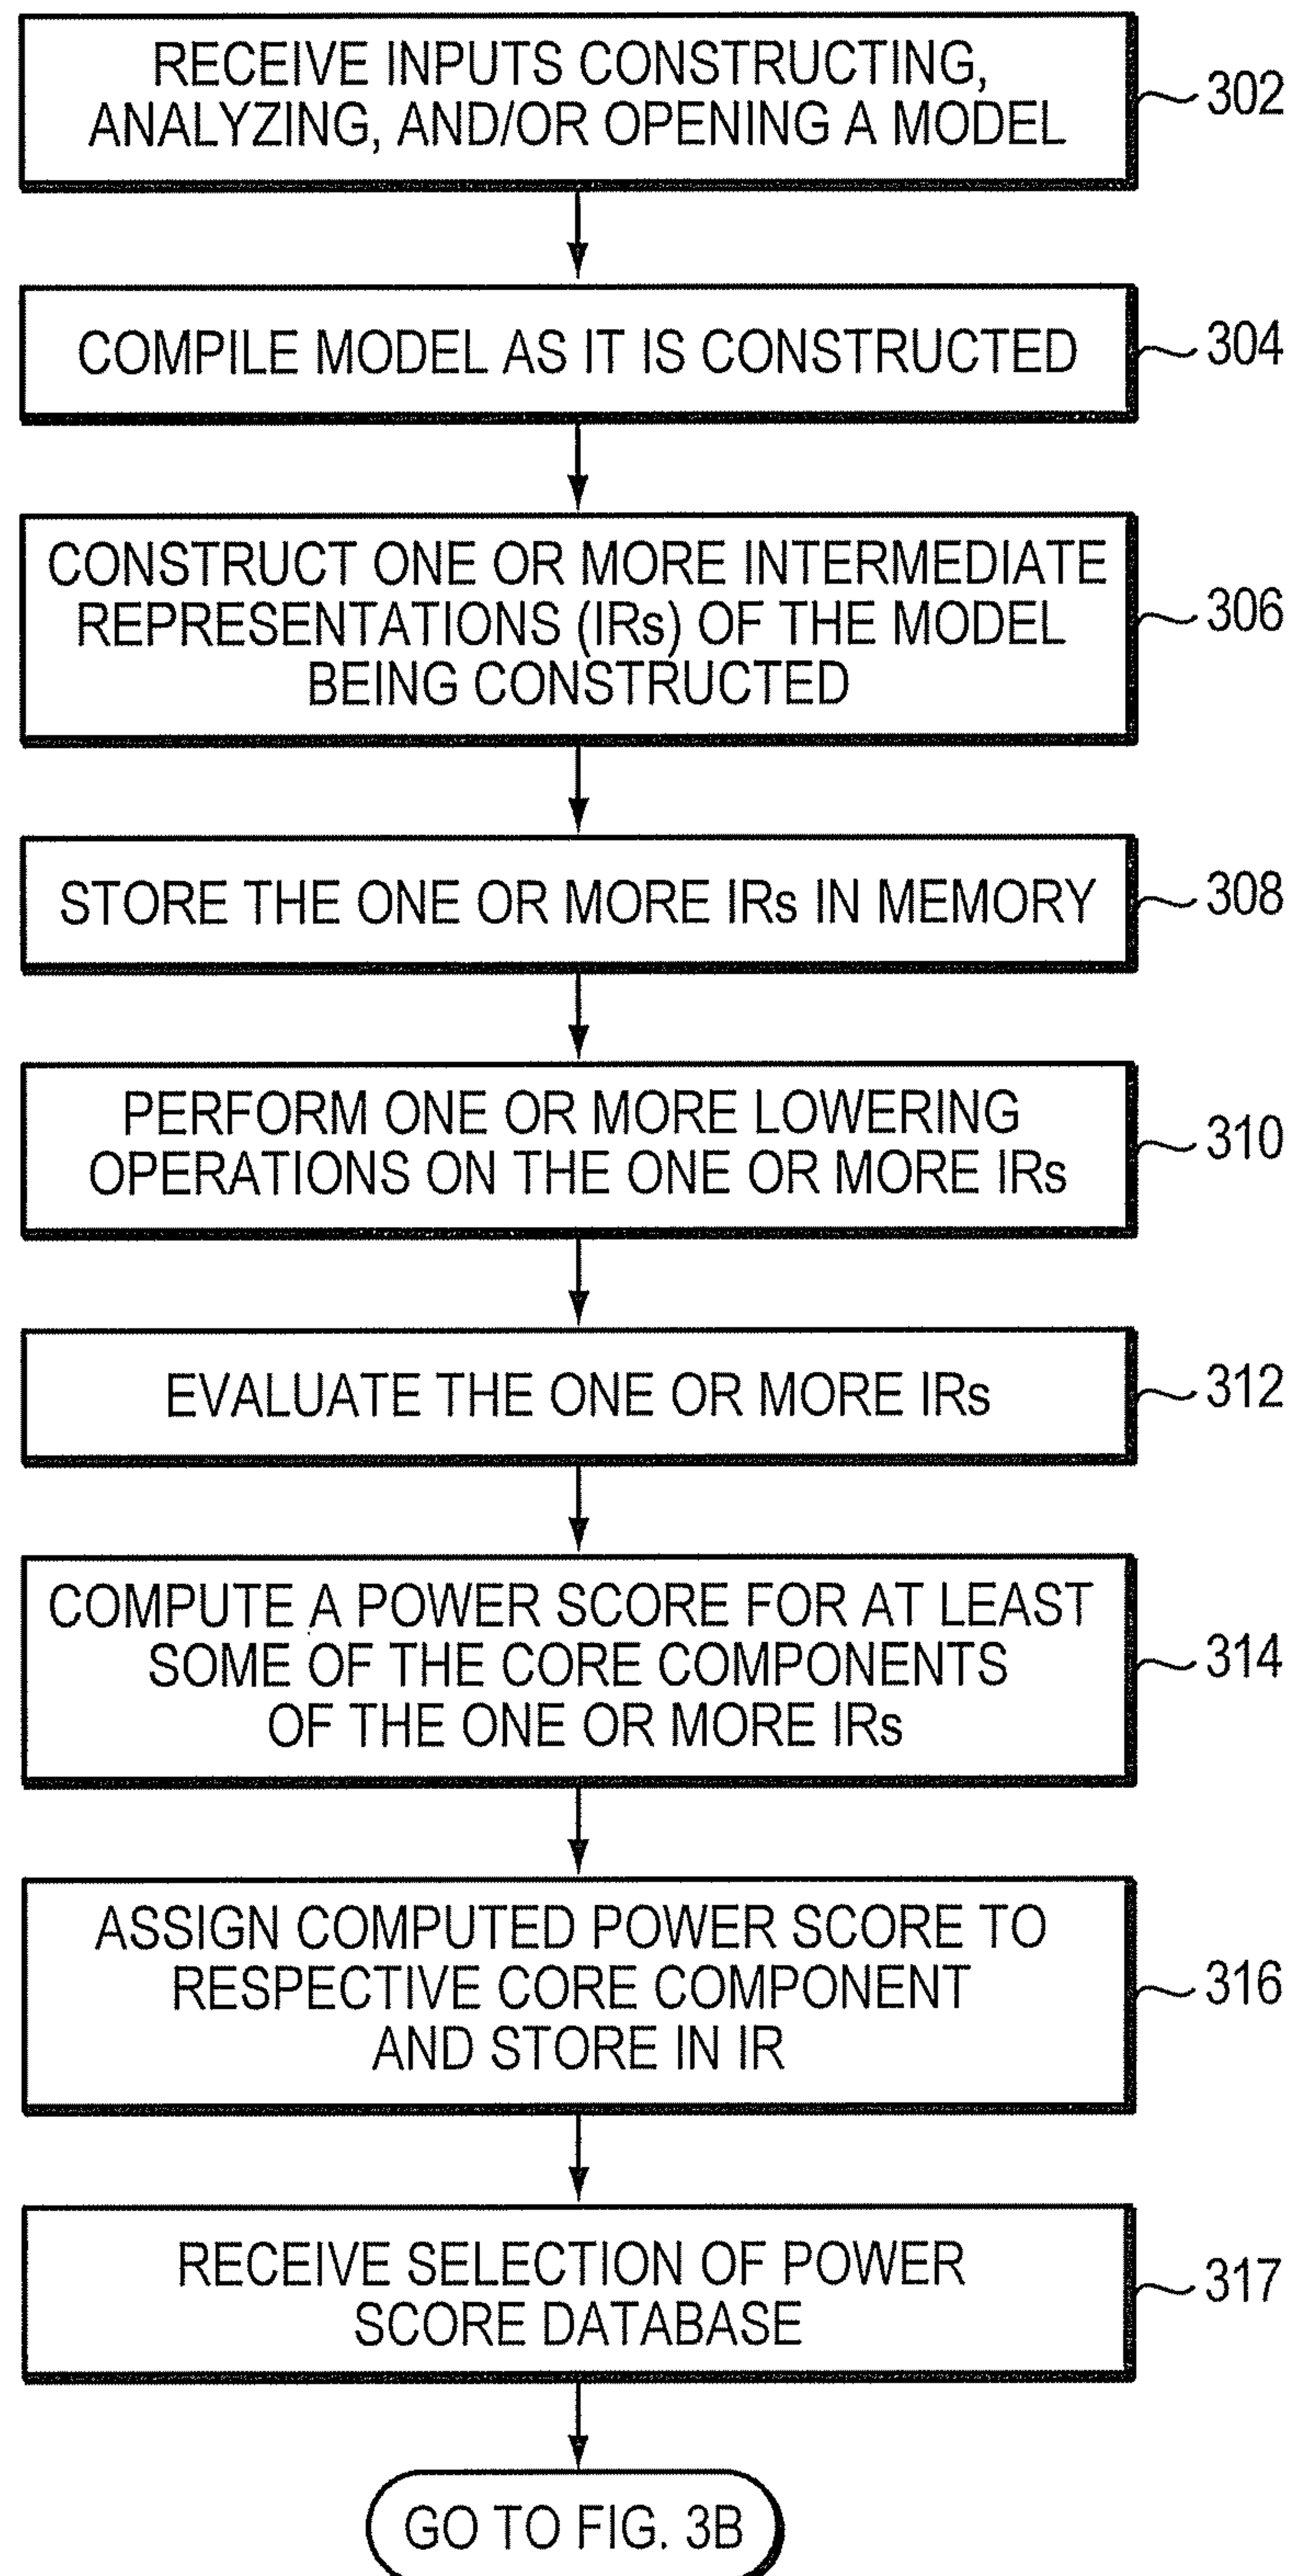 RECEIVE INPUTS CONSTRUCTING,
ANALYZING, AND/OR OPENING A MODEL
302
COMPILE MODEL AS IT IS CONSTRUCTED
304
CONSTRUCT ONE OR MORE INTERMEDIATE
REPRESENTATIONS (IRs) OF THE MODEL
BEING CONSTRUCTED
306
STORE THE ONE OR MORE IRs IN MEMORY
308
PERFORM ONE OR MORE LOWERING
OPERATIONS ON THE ONE OR MORE IRs
310
EVALUATE THE ONE OR MORE IRs
312
COMPUTE A POWER SCORE FOR AT LEAST
SOME OF THE CORE COMPONENTS
OF THE ONE OR MORE IRs
314
ASSIGN COMPUTED POWER SCORE TO
RESPECTIVE CORE COMPONENT
AND STORE IN IR
316
RECEIVE SELECTION OF POWER
SCORE DATABASE
317
GO TO FIG. 3B